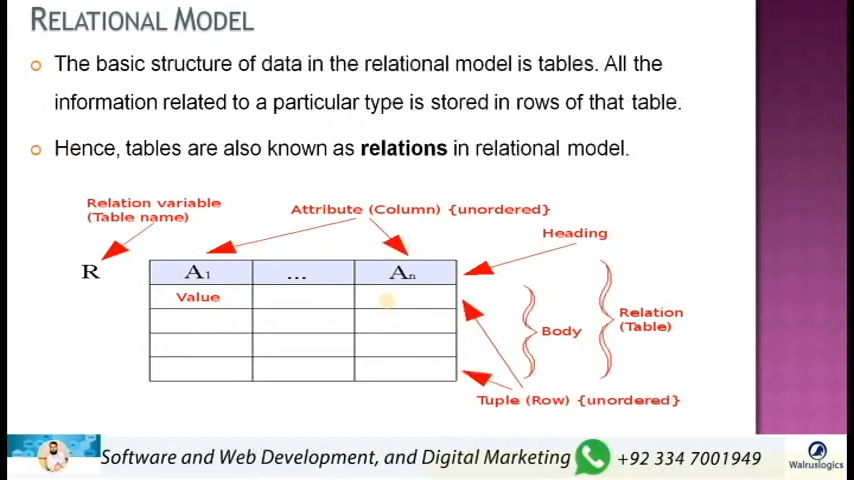 RELATIONAL MODEL
The basic structure of data in the relational model is tables. All the
information related to a particular type is stored in rows of that table.
Hence, tables are also known as relations in relational model.
Relation variable
(Table name)
Attribute (Column) {unordered}
Heading
R
A1
...
An
Value
Body
Relation
(Table)
Tuple (Row) {unordered}
Software and Web Development, and Digital Marketing
+92 334 7001949
Walruslogics